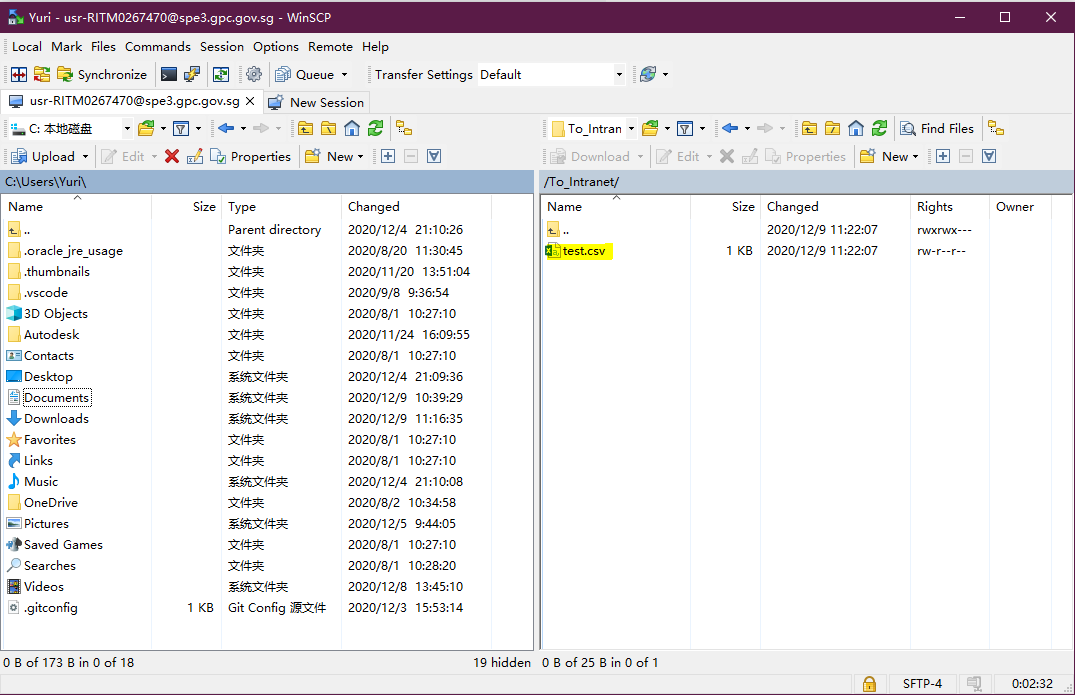 Yuri - usr-RITM0267470@spe3.gpc.gov.sg - WinSCP
Local Mark Files Commands Session Options Remote Help
Synchronize Queue Transfer Settings Default
usr-RITM0267470@spe3.gpc.gov.sg New Session
C: 本地磁盘 To_Intran Find Files
Upload Edit Properties New Download Edit Properties New
C:\Users\Yuri\ /To_Intranet/
Name Size Type Changed Name Size Changed Rights Owner
.. Parent directory 2020/12/4 21:10:26 .. 2020/12/9 11:22:07 rwxrwx---
.oracle_jre_usage 文件夹 2020/8/20 11:30:45 test.csv 1 KB 2020/12/9 11:22:07 rw-r--r--
.thumbnails 文件夹 2020/11/20 13:51:04
.vscode 文件夹 2020/9/8 9:36:54
3D Objects 文件夹 2020/8/1 10:27:10
Autodesk 文件夹 2020/11/24 16:09:55
Contacts 文件夹 2020/8/1 10:27:10
Desktop 系统文件夹 2020/12/4 21:09:36
Documents 系统文件夹 2020/12/9 10:39:29
Downloads 系统文件夹 2020/12/9 11:16:35
Favorites 文件夹 2020/8/1 10:27:10
Links 文件夹 2020/8/1 10:27:10
Music 系统文件夹 2020/12/4 21:10:08
OneDrive 文件夹 2020/8/2 10:34:58
Pictures 系统文件夹 2020/12/5 9:44:05
Saved Games 文件夹 2020/8/1 10:27:10
Searches 文件夹 2020/8/1 10:28:20
Videos 系统文件夹 2020/12/8 13:45:10
.gitconfig 1 KB Git Config 源文件 2020/12/3 15:53:14
0 B of 173 B in 0 of 18 19 hidden 0 B of 25 B in 0 of 1
SFTP-4 0:02:32